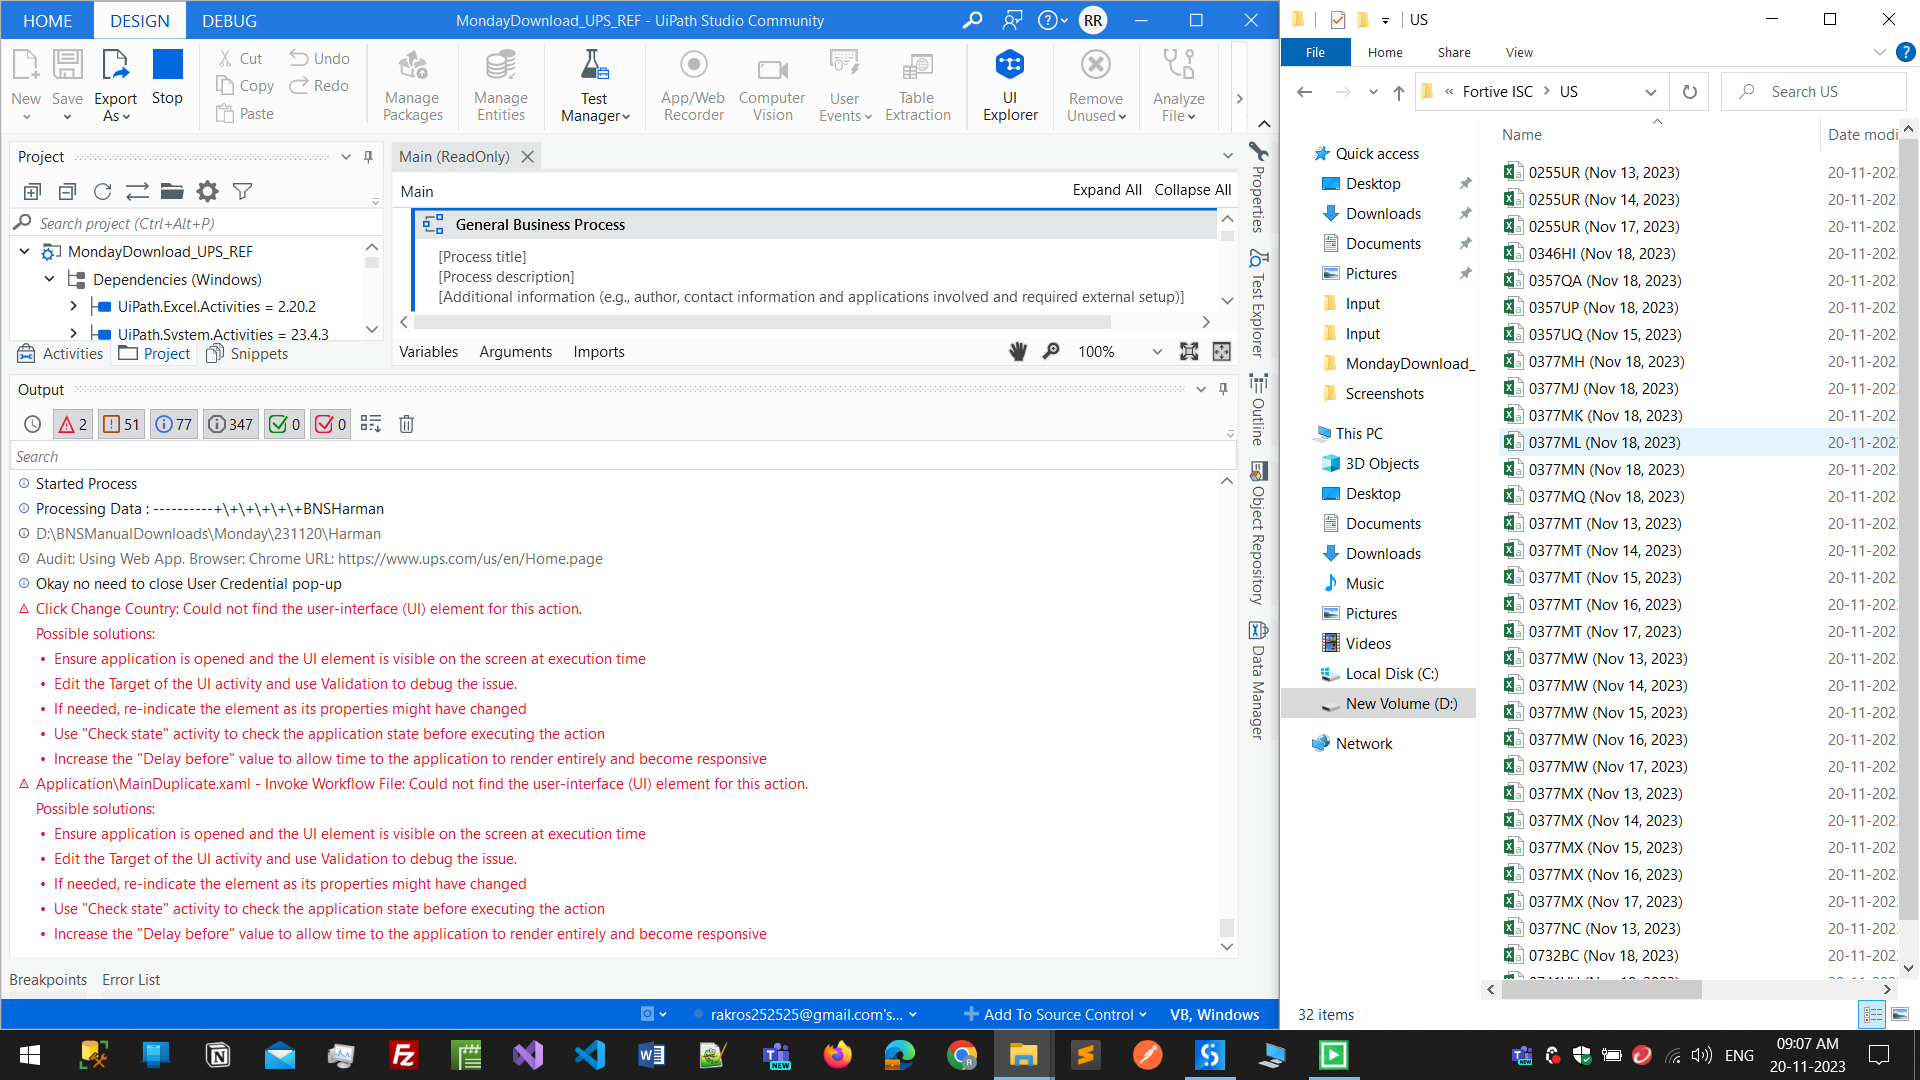 HOME
DESIGN
DEBUG
MondayDownload_UPS_REF - UiPath Studio Community
RR
New
Save
Export As
Stop
Cut
Copy
Paste
Undo
Redo
Manage Packages
Manage Entities
Test Manager
App/Web Recorder
Computer Vision
User Events
Table Extraction
UI Explorer
Remove Unused
Analyze File
Project
Search project (Ctrl+Alt+P)
MondayDownload_UPS_REF
Dependencies (Windows)
UiPath.Excel.Activities = 2.20.2
UiPath.System.Activities = 23.4.3
Activities
Project
Snippets
Main (ReadOnly)
Main
Expand All
Collapse All
General Business Process
[Process title]
[Process description]
[Additional information (e.g., author, contact information and applications involved and required external setup)]
Variables
Arguments
Imports
100%
Properties
Test Explorer
Outline
Object Repository
Data Manager
Output
2
51
77
347
0
0
Search
Started Process
Processing Data : ----------+\+\+\+\+\+BNSHarman
D:\BNSManualDownloads\Monday\231120\Harman
Audit: Using Web App. Browser: Chrome URL: https://www.ups.com/us/en/Home.page
Okay no need to close User Credential pop-up
Click Change Country: Could not find the user-interface (UI) element for this action.
Possible solutions:
• Ensure application is opened and the UI element is visible on the screen at execution time
• Edit the Target of the UI activity and use Validation to debug the issue.
• If needed, re-indicate the element as its properties might have changed
• Use "Check state" activity to check the application state before executing the action
• Increase the "Delay before" value to allow time to the application to render entirely and become responsive
Application\MainDuplicate.xaml - Invoke Workflow File: Could not find the user-interface (UI) element for this action.
Possible solutions:
• Ensure application is opened and the UI element is visible on the screen at execution time
• Edit the Target of the UI activity and use Validation to debug the issue.
• If needed, re-indicate the element as its properties might have changed
• Use "Check state" activity to check the application state before executing the action
• Increase the "Delay before" value to allow time to the application to render entirely and become responsive
Breakpoints
Error List
rakros252525@gmail.com's...
Add To Source Control
VB, Windows
US
File
Home
Share
View
« Fortive ISC > US
Search US
Quick access
Desktop
Downloads
Documents
Pictures
Input
Input
MondayDownload_
Screenshots
This PC
3D Objects
Desktop
Documents
Downloads
Music
Pictures
Videos
Local Disk (C:)
New Volume (D:)
Network
Name
Date modi
0255UR (Nov 13, 2023) 20-11-202
0255UR (Nov 14, 2023) 20-11-202
0255UR (Nov 17, 2023) 20-11-202
0346HI (Nov 18, 2023) 20-11-202
0357QA (Nov 18, 2023) 20-11-202
0357UP (Nov 18, 2023) 20-11-202
0357UQ (Nov 15, 2023) 20-11-202
0377MH (Nov 18, 2023) 20-11-202
0377MJ (Nov 18, 2023) 20-11-202
0377MK (Nov 18, 2023) 20-11-202
0377ML (Nov 18, 2023) 20-11-202
0377MN (Nov 18, 2023) 20-11-202
0377MQ (Nov 18, 2023) 20-11-202
0377MT (Nov 13, 2023) 20-11-202
0377MT (Nov 14, 2023) 20-11-202
0377MT (Nov 15, 2023) 20-11-202
0377MT (Nov 16, 2023) 20-11-202
0377MT (Nov 17, 2023) 20-11-202
0377MW (Nov 13, 2023) 20-11-202
0377MW (Nov 14, 2023) 20-11-202
0377MW (Nov 15, 2023) 20-11-202
0377MW (Nov 16, 2023) 20-11-202
0377MW (Nov 17, 2023) 20-11-202
0377MX (Nov 13, 2023) 20-11-202
0377MX (Nov 14, 2023) 20-11-202
0377MX (Nov 15, 2023) 20-11-202
0377MX (Nov 16, 2023) 20-11-202
0377MX (Nov 17, 2023) 20-11-202
0377NC (Nov 13, 2023) 20-11-202
0732BC (Nov 18, 2023) 20-11-202
32 items
NEW
NEW
ENG
09:07 AM
20-11-2023